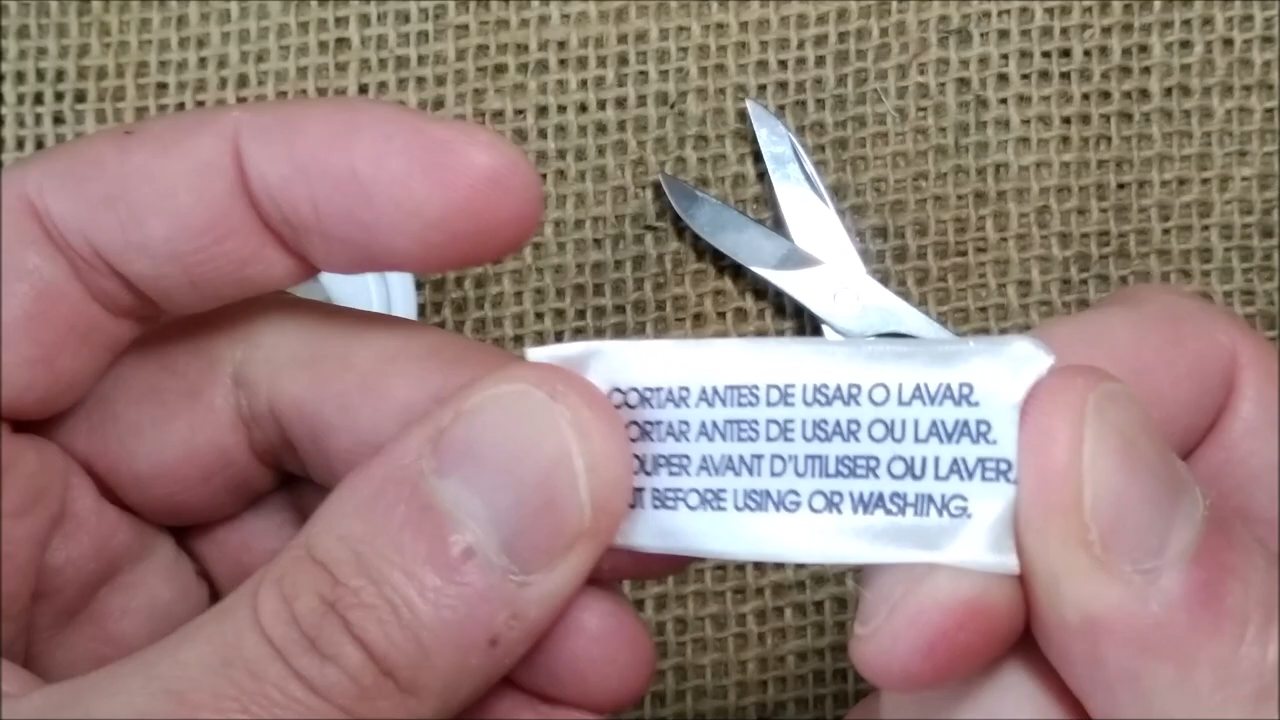 CORTAR ANTES DE USAR O LAVAR.
ORTAR ANTES DE USAR OU LAVAR.
OUPER AVANT D'UTILISER OU LAVER.
UT BEFORE USING OR WASHING.